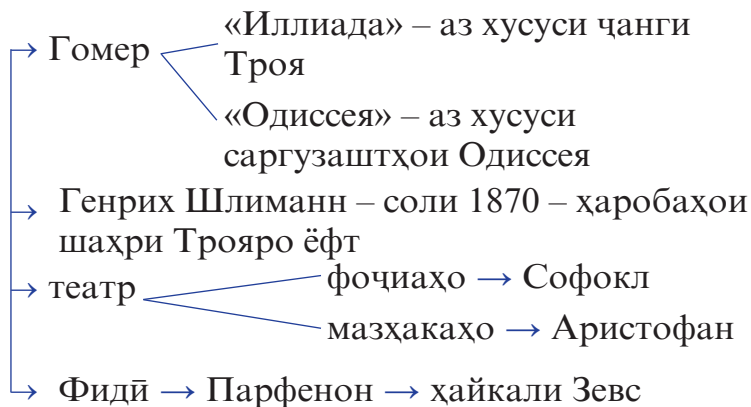 «Иллиада» – аз хусуси ҷанги
Гомер
Троя
«Одиссея» – аз хусуси
саргузаштҳои Одиссея
Генрих Шлиманн – соли 1870 – ҳаробаҳои
шаҳри Трояро ёфт
театр
фоҷиаҳо → Софокл
мазҳакаҳо → Аристофан
Фидӣ → Парфенон → ҳайкали Зевс